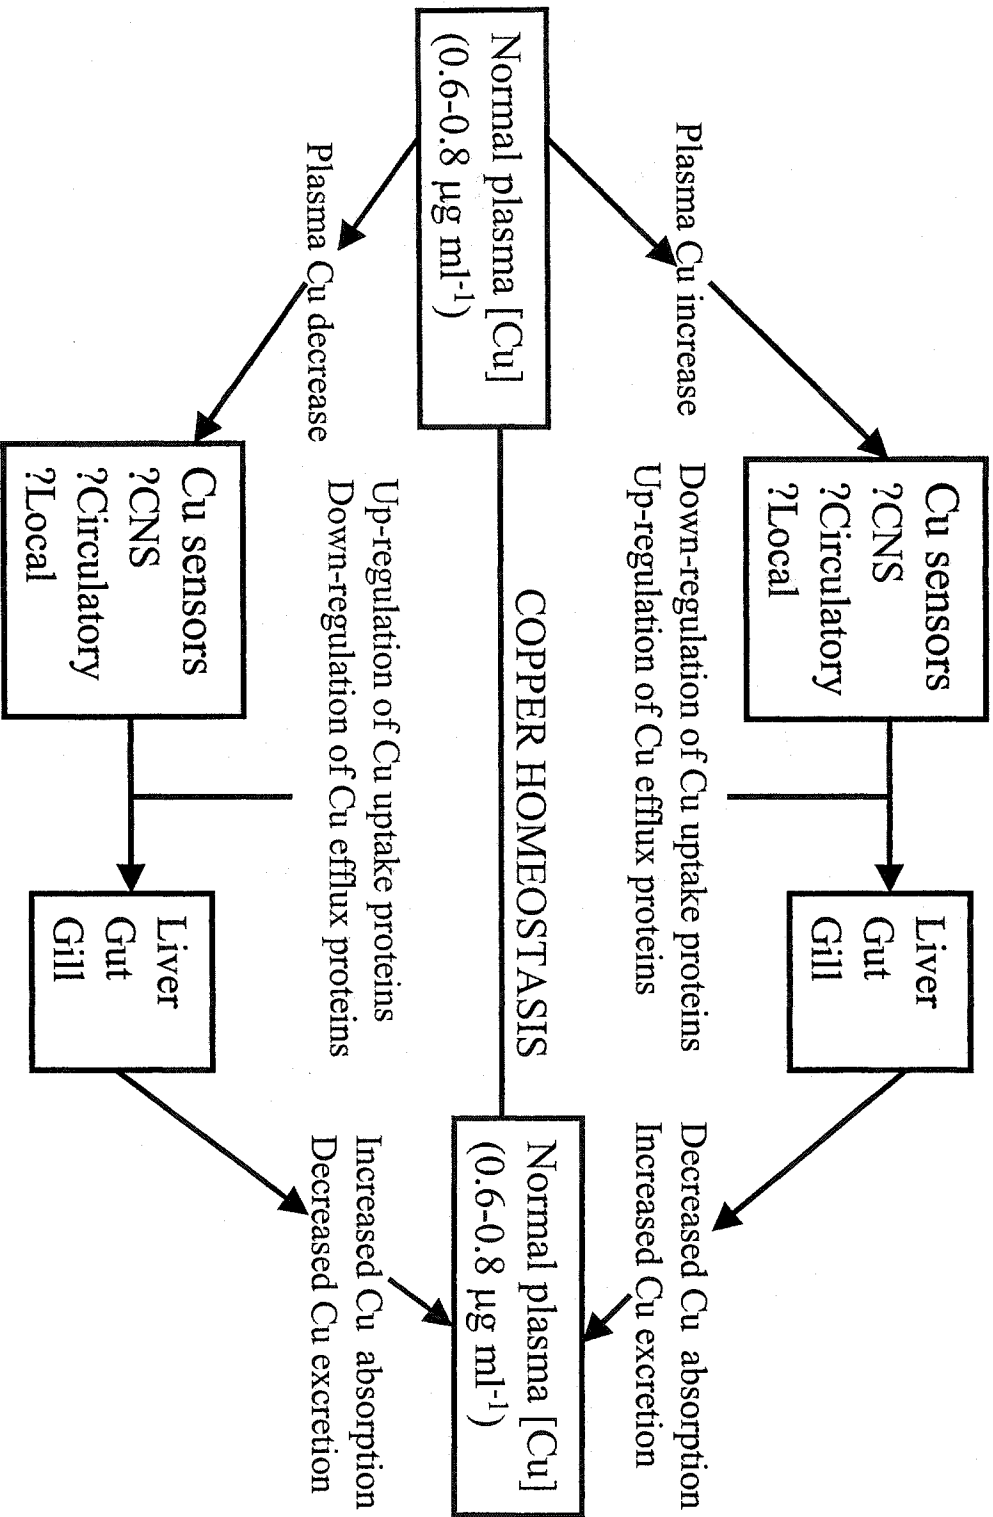 Plasma Cu increase
Cu sensors
?CNS
?Circulatory
?Local
Down-regulation of Cu uptake proteins
Up-regulation of Cu efflux proteins
Liver
Gut
Gill
Decreased Cu absorption
Increased Cu excretion
Normal plasma [Cu]
(0.6-0.8 µg ml⁻¹)
COPPER HOMEOSTASIS
Normal plasma [Cu]
(0.6-0.8 µg ml⁻¹)
Plasma Cu decrease
Up-regulation of Cu uptake proteins
Down-regulation of Cu efflux proteins
Cu sensors
?CNS
?Circulatory
?Local
Liver
Gut
Gill
Increased Cu absorption
Decreased Cu excretion